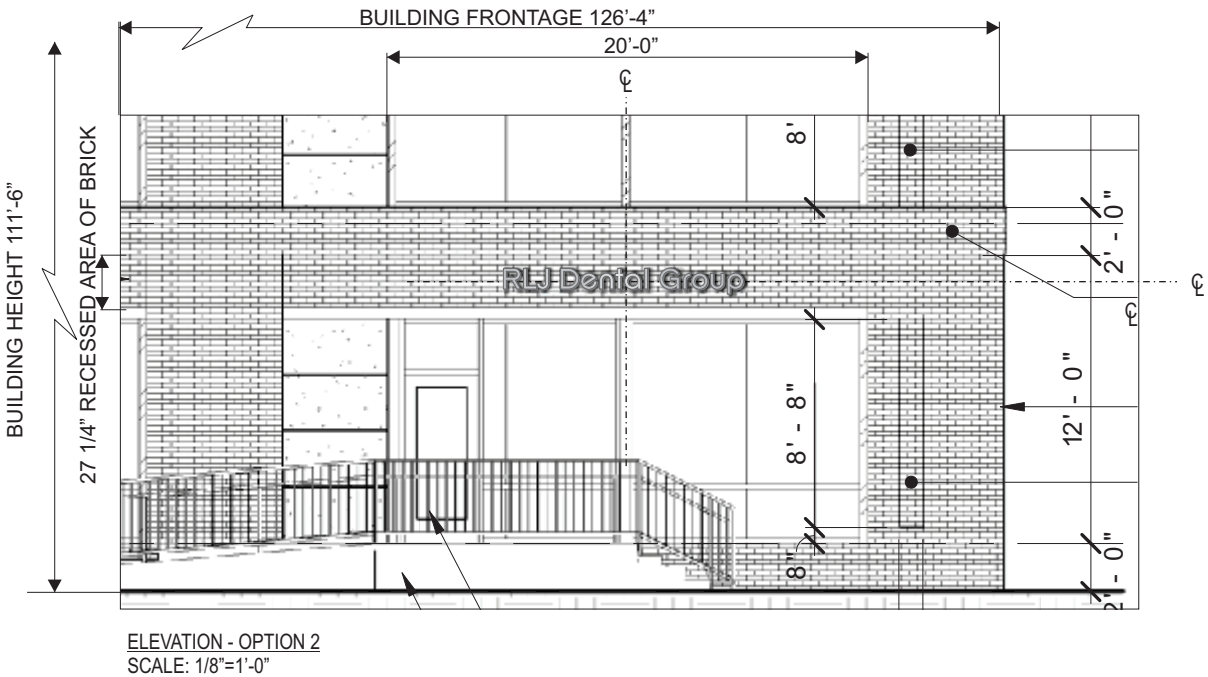 BUILDING FRONTAGE 126'-4"
20'-0"
℄
BUILDING HEIGHT 111'-6"
27 1/4" RECESSED AREA OF BRICK
8'
2' - 0"
RLJ Dental Group
℄
℄
12' - 0"
8' - 8"
8"
2' - 0"
ELEVATION - OPTION 2
SCALE: 1/8"=1'-0"